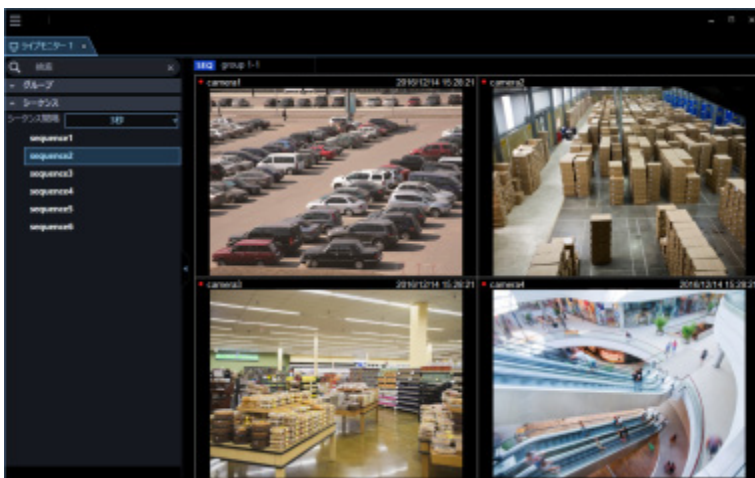 ライブモニター 1 ×
検索 ×
SEQ group 1-1
グループ
シーケンス
シーケンス間隔 5秒
sequence1
sequence2
sequence3
sequence4
sequence5
sequence6
camera1 2016/12/14 15:28:21
camera2
camera3 2016/12/14 15:28:21
camera4 2016/12/14 15:28:21